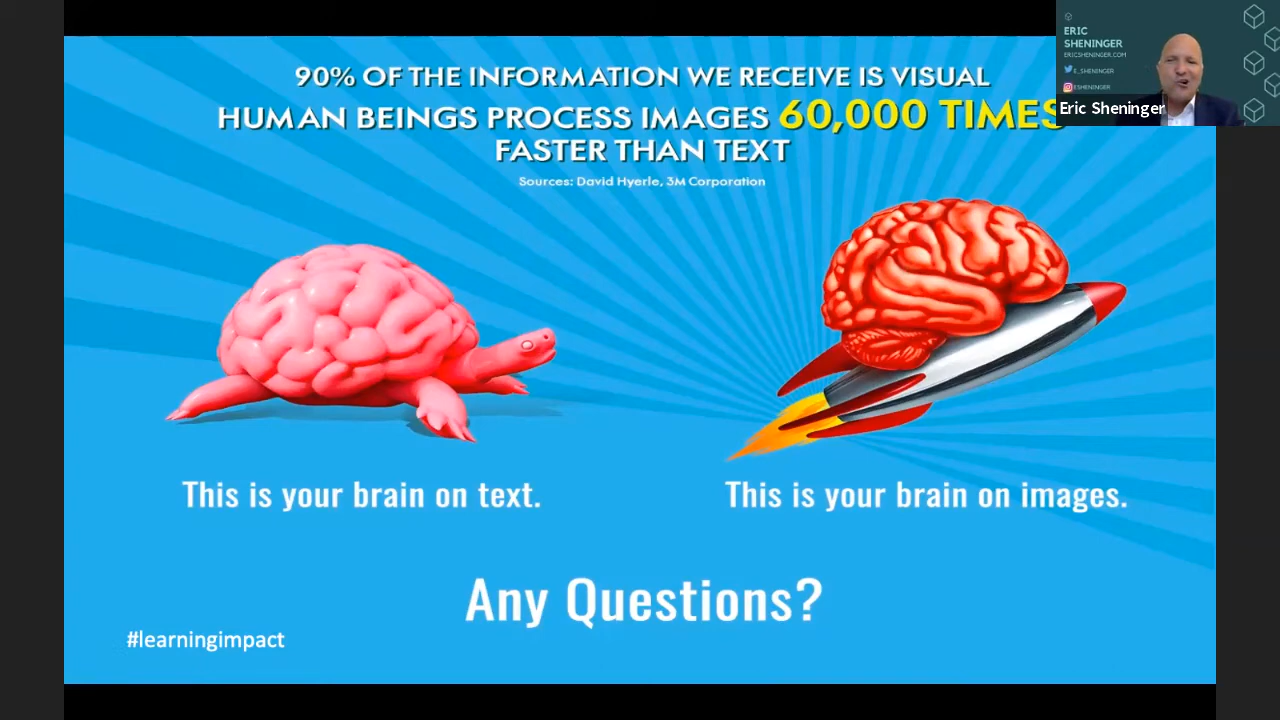 90% OF THE INFORMATION WE RECEIVE IS VISUAL
HUMAN BEINGS PROCESS IMAGES 60,000 TIMES
FASTER THAN TEXT
Sources: David Hyerle, 3M Corporation
This is your brain on text.
This is your brain on images.
Any Questions?
#learningimpact
ERIC
SHENINGER
ERICSHENINGER.COM
E_SHENINGER
ESHENINGER
Eric Sheninger